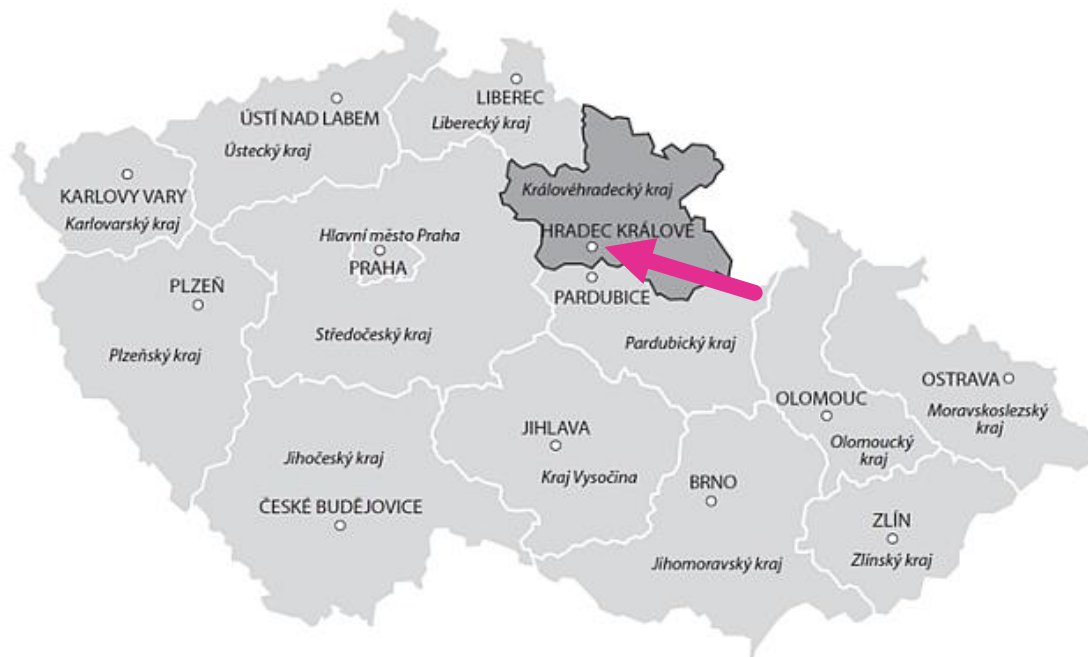 LIBEREC
Liberecký kraj
ÚSTÍ NAD LABEM
Ústecký kraj
KARLOVY VARY
Karlovarský kraj
Královéhradecký kraj
HRADEC KRÁLOVÉ
Hlavní město Praha
PRAHA
PLZEŇ
Plzeňský kraj
Středočeský kraj
PARDUBICE
Pardubický kraj
OSTRAVA
Moravskoslezský
kraj
OLOMOUC
Olomoucký
kraj
JIHLAVA
Kraj Vysočina
Jihočeský kraj
ČESKÉ BUDĚJOVICE
BRNO
Jihomoravský kraj
ZLÍN
Zlínský kraj